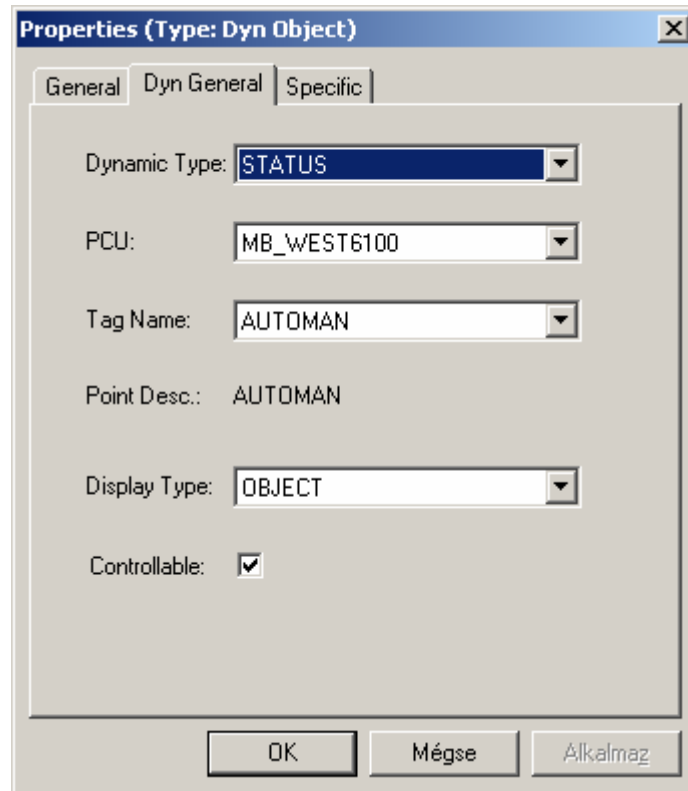 Properties (Type: Dyn Object)
General Dyn General Specific
Dynamic Type: STATUS
PCU: MB_WEST6100
Tag Name: AUTOMAN
Point Desc.: AUTOMAN
Display Type: OBJECT
Controllable:
OK Mégse Alkalmaz